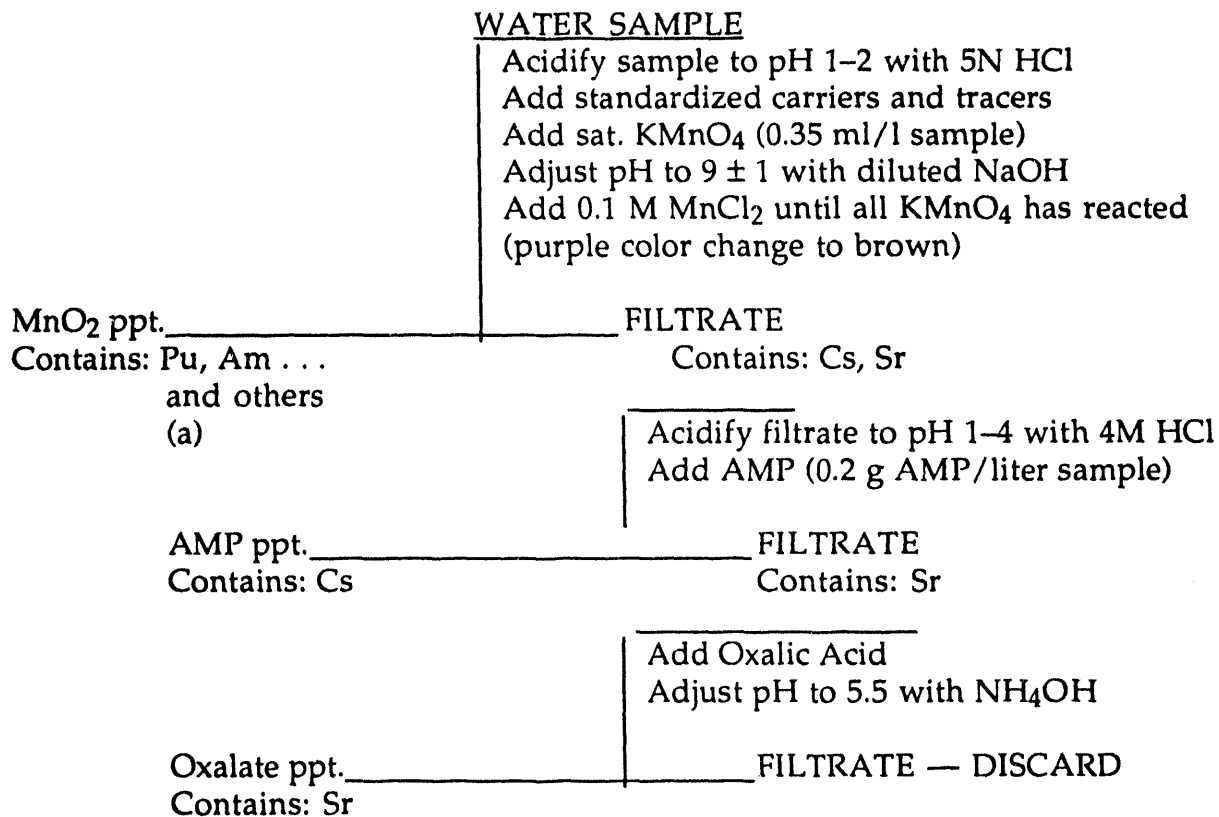 WATER SAMPLE
Acidify sample to pH 1–2 with 5N HCl
Add standardized carriers and tracers
Add sat. KMnO4 (0.35 ml/l sample)
Adjust pH to 9 ± 1 with diluted NaOH
Add 0.1 M MnCl2 until all KMnO4 has reacted
(purple color change to brown)
MnO2 ppt. FILTRATE
Contains: Pu, Am . . . Contains: Cs, Sr
and others
(a)
Acidify filtrate to pH 1–4 with 4M HCl
Add AMP (0.2 g AMP/liter sample)
AMP ppt. FILTRATE
Contains: Cs Contains: Sr
Add Oxalic Acid
Adjust pH to 5.5 with NH4OH
Oxalate ppt. FILTRATE — DISCARD
Contains: Sr